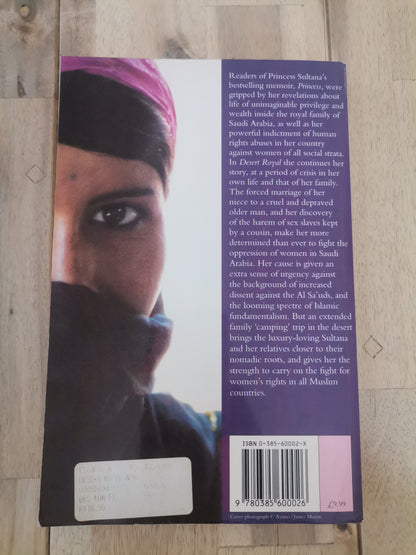 Readers of Princess Sultana's
bestselling memoir, Princess, were
gripped by her revelations about
life of unimaginable privilege and
wealth inside the royal family of
Saudi Arabia, as well as her
powerful indictment of human
rights abuses in her country
against women of all social strata.
In Desert Royal she continues her
story, at a period of crisis in her
own life and that of her family.
The forced marriage of her
niece to a cruel and depraved
older man, and her discovery
of the harem of sex slaves kept
by a cousin, make her more
determined than ever to fight the
oppression of women in Saudi
Arabia. Her cause is given an
extra sense of urgency against
the background of increased
dissent against the Al Sa'uds, and
the looming spectre of Islamic
fundamentalism. But an extended
family 'camping' trip in the desert
brings the luxury-loving Sultana
and her relatives closer to their
nomadic roots, and gives her the
strength to carry on the fight for
women's rights in all Muslim
countries.
ISBN 0-385-60002-X
9 780385 600026
£9.99
Cover photograph ©